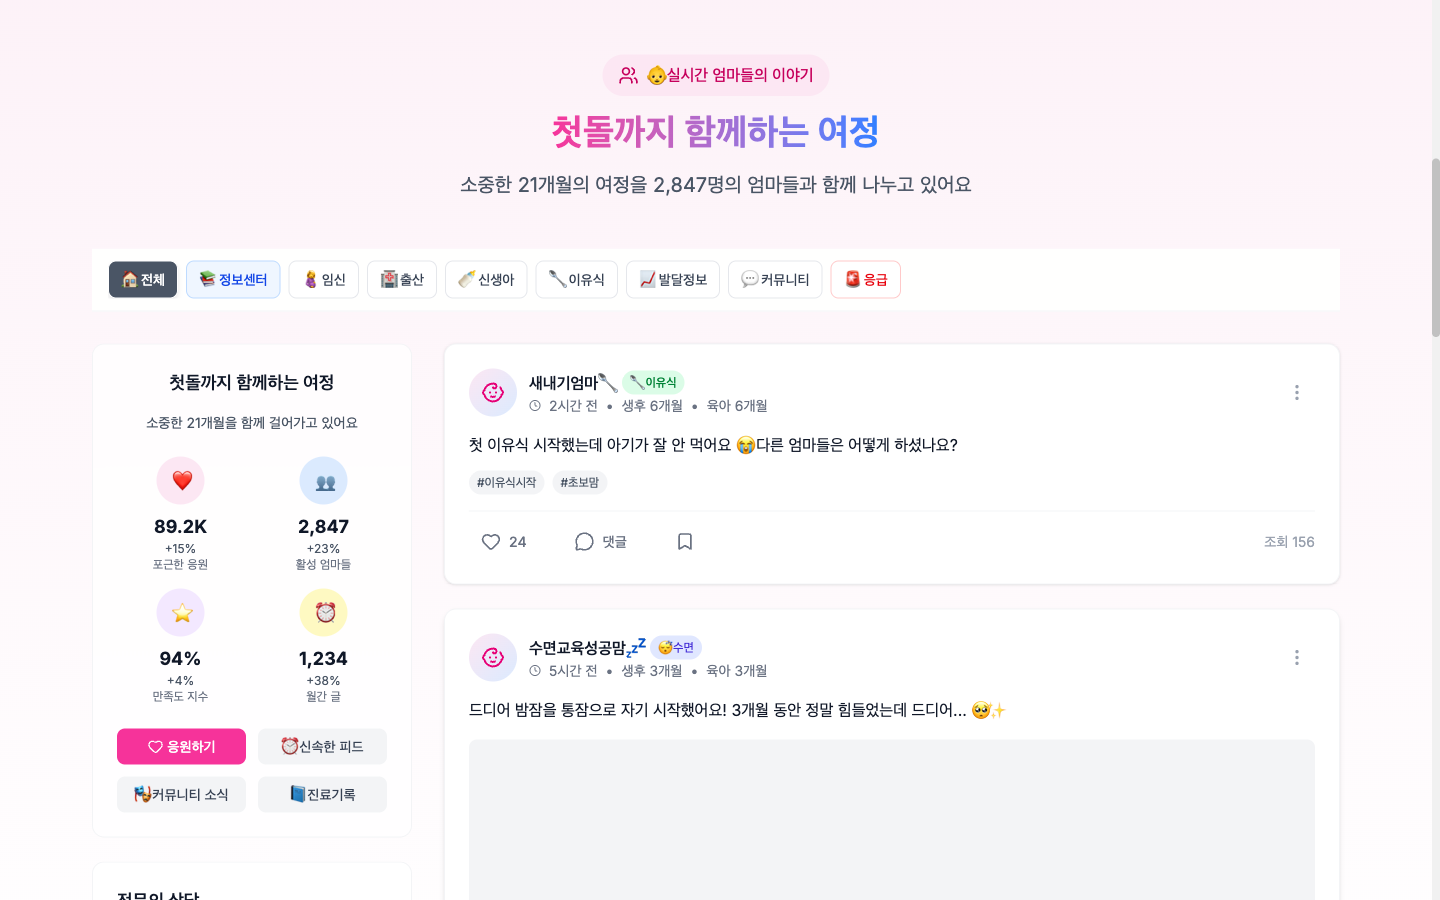 👶실시간 엄마들의 이야기
첫돌까지 함께하는 여정
소중한 21개월의 여정을 2,847명의 엄마들과 함께 나누고 있어요
🏠전체 📚정보센터 🤱임신 🏥출산 🍼신생아 🥄이유식 📈발달정보 💬커뮤니티 🚨응급
첫돌까지 함께하는 여정
소중한 21개월을 함께 걸어가고 있어요
89.2K
+15%
포근한 응원
2,847
+23%
활성 엄마들
94%
+4%
만족도 지수
1,234
+38%
월간 글
응원하기
⏰신속한 피드
🎭커뮤니티 소식
📘진료기록
전문의 상담
새내기엄마🥄 🥄이유식
2시간 전 • 생후 6개월 • 육아 6개월
첫 이유식 시작했는데 아기가 잘 안 먹어요 😭다른 엄마들은 어떻게 하셨나요?
#이유식시작 #초보맘
24 댓글 조회 156
수면교육성공맘💤 😴수면
5시간 전 • 생후 3개월 • 육아 3개월
드디어 밤잠을 통잠으로 자기 시작했어요! 3개월 동안 정말 힘들었는데 드디어... 🥺✨